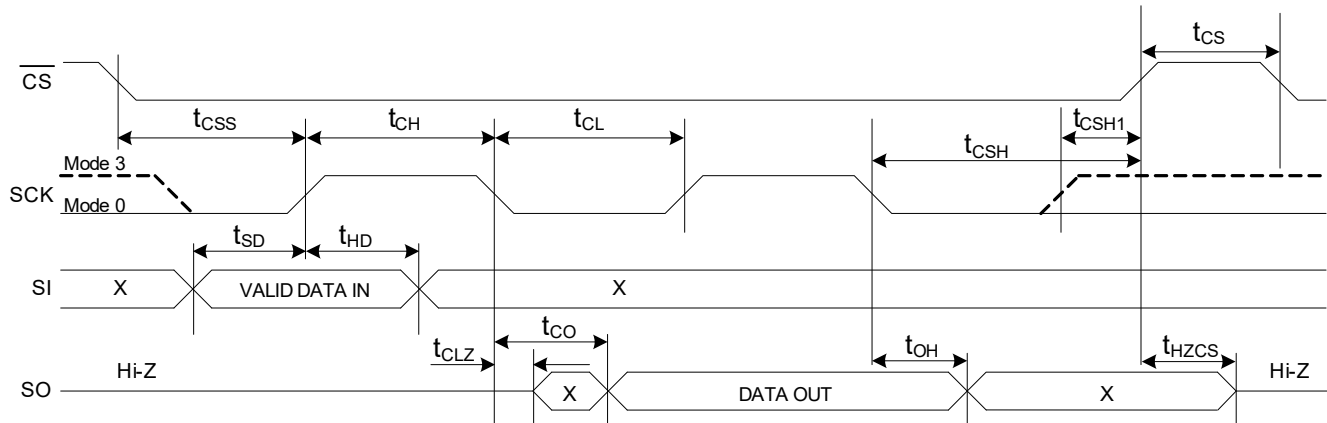 tCS
CS
tCSS
tCH
tCL
tCSH1
tCSH
Mode 3
SCK
Mode 0
tSD
tHD
SI
X
VALID DATA IN
X
tCO
tCLZ
tOH
tHZCS
Hi-Z
Hi-Z
SO
X
DATA OUT
X